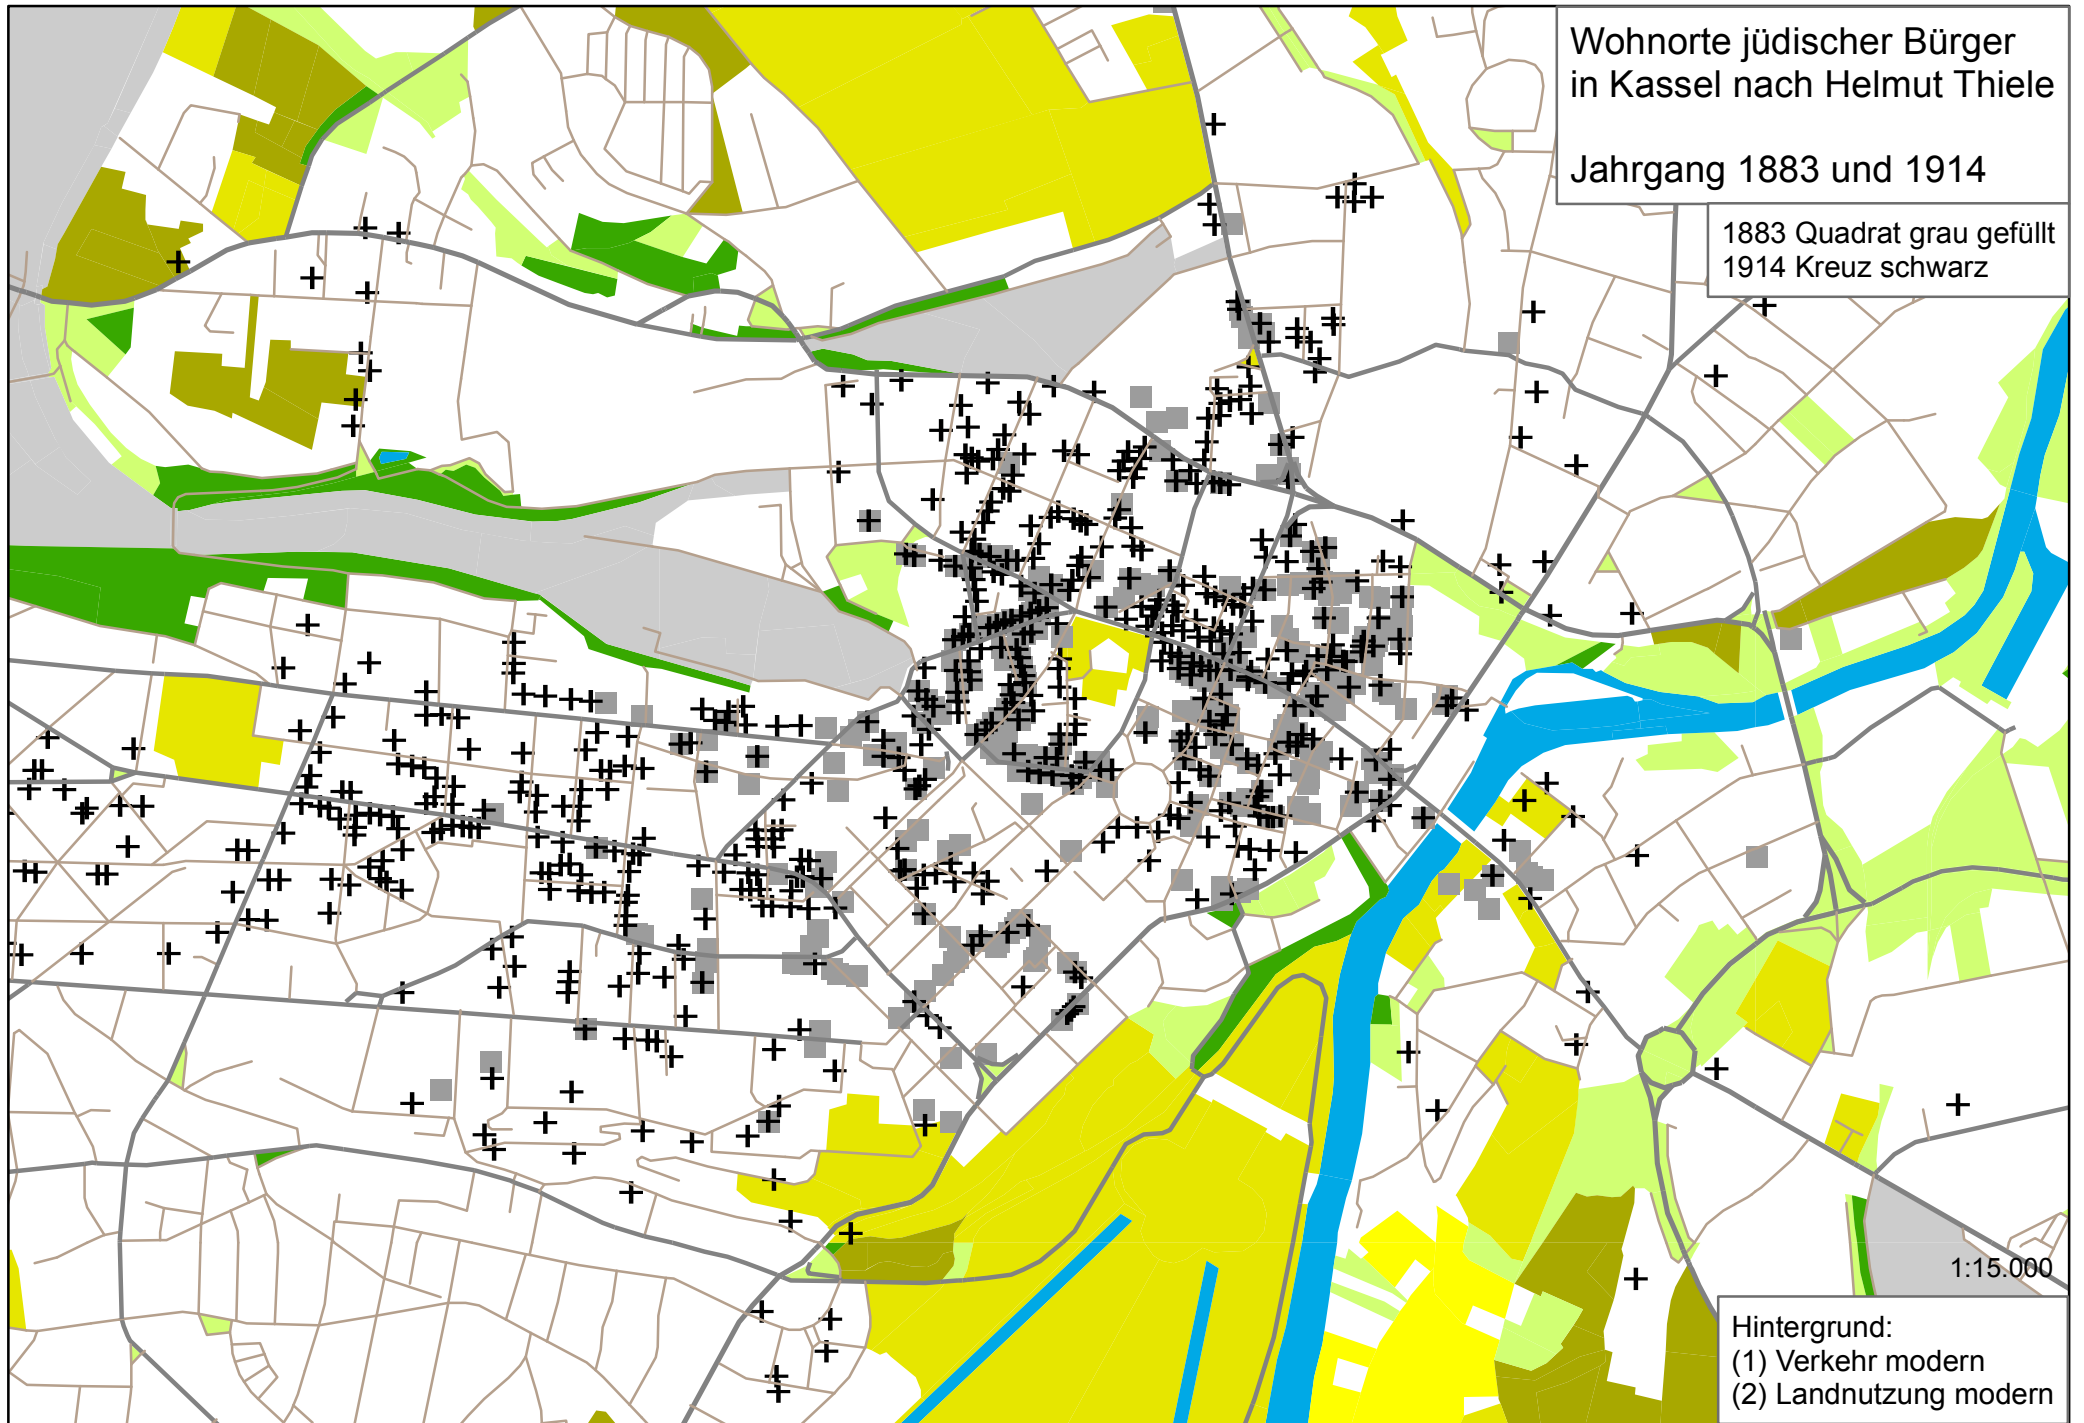 Wohnorte jüdischer Bürger
in Kassel nach Helmut Thiele
Jahrgang 1883 und 1914
1883 Quadrat grau gefüllt
1914 Kreuz schwarz
1:15.000
Hintergrund:
(1) Verkehr modern
(2) Landnutzung modern